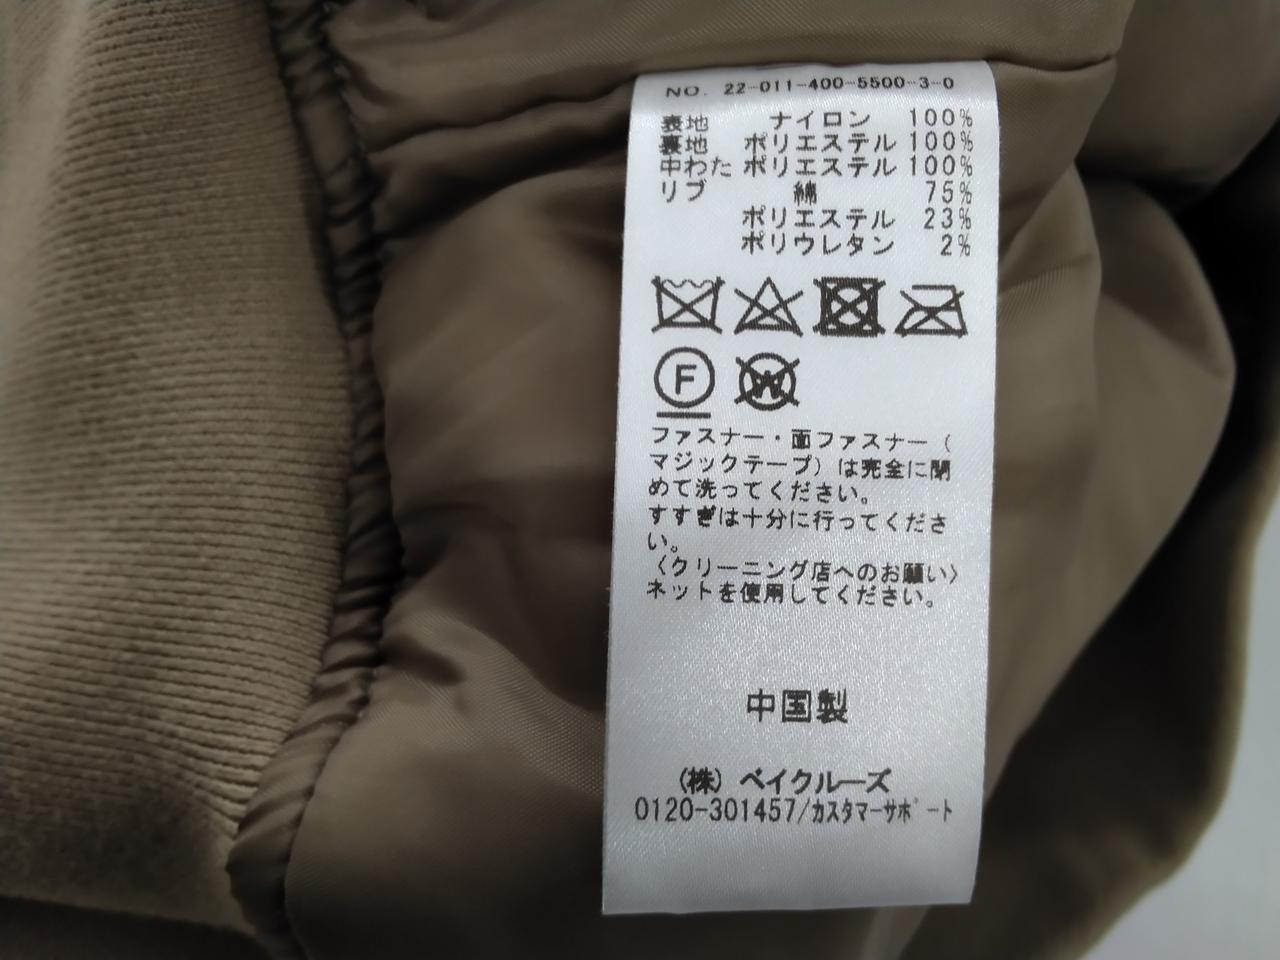 NO. 22-011-400-5500-3-0
表地 ナイロン 100%
裏地 ポリエステル 100%
中わた ポリエステル 100%
リブ 綿 75%
ポリエステル 23%
ポリウレタン 2%
F
W
ファスナー・面ファスナー(
マジックテープ)は完全に閉
めて洗ってください。
すすぎは十分に行ってくださ
い。
〈クリーニング店へのお願い〉
ネットを使用してください。
中国製
(株) ベイクルーズ
0120-301457/カスタマーサポート